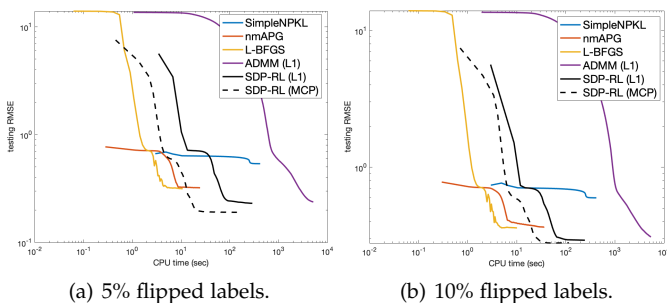 10^1
10^0
10^-1
testing RMSE
10^-2
10^-1
10^0
10^1
10^2
10^3
10^4
CPU time (sec)
SimpleNPKL
nmAPG
L-BFGS
ADMM (L1)
SDP-RL (L1)
SDP-RL (MCP)
(a) 5% flipped labels.
10^1
10^0
testing RMSE
10^-2
10^-1
10^0
10^1
10^2
10^3
CPU time (sec)
SimpleNPKL
nmAPG
L-BFGS
ADMM (L1)
SDP-RL (L1)
SDP-RL (MCP)
(b) 10% flipped labels.